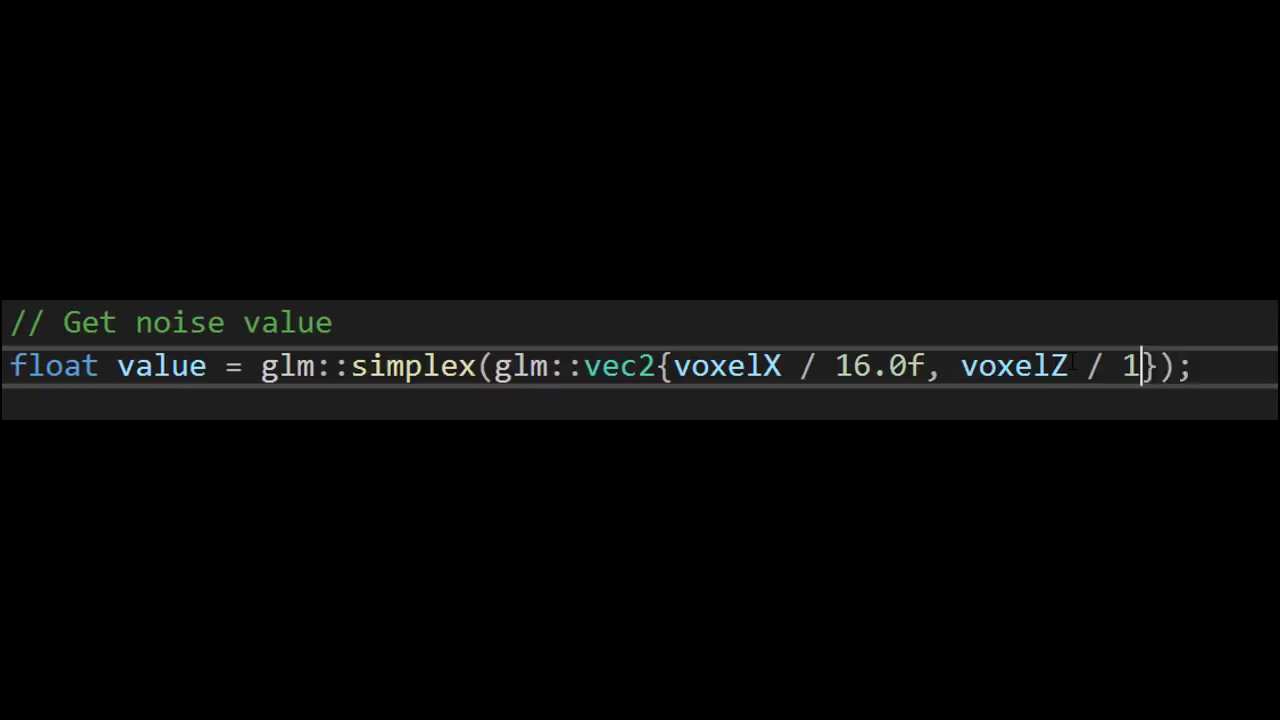 // Get noise value
float value = glm::simplex(glm::vec2{voxelX / 16.0f, voxelZ / 1});